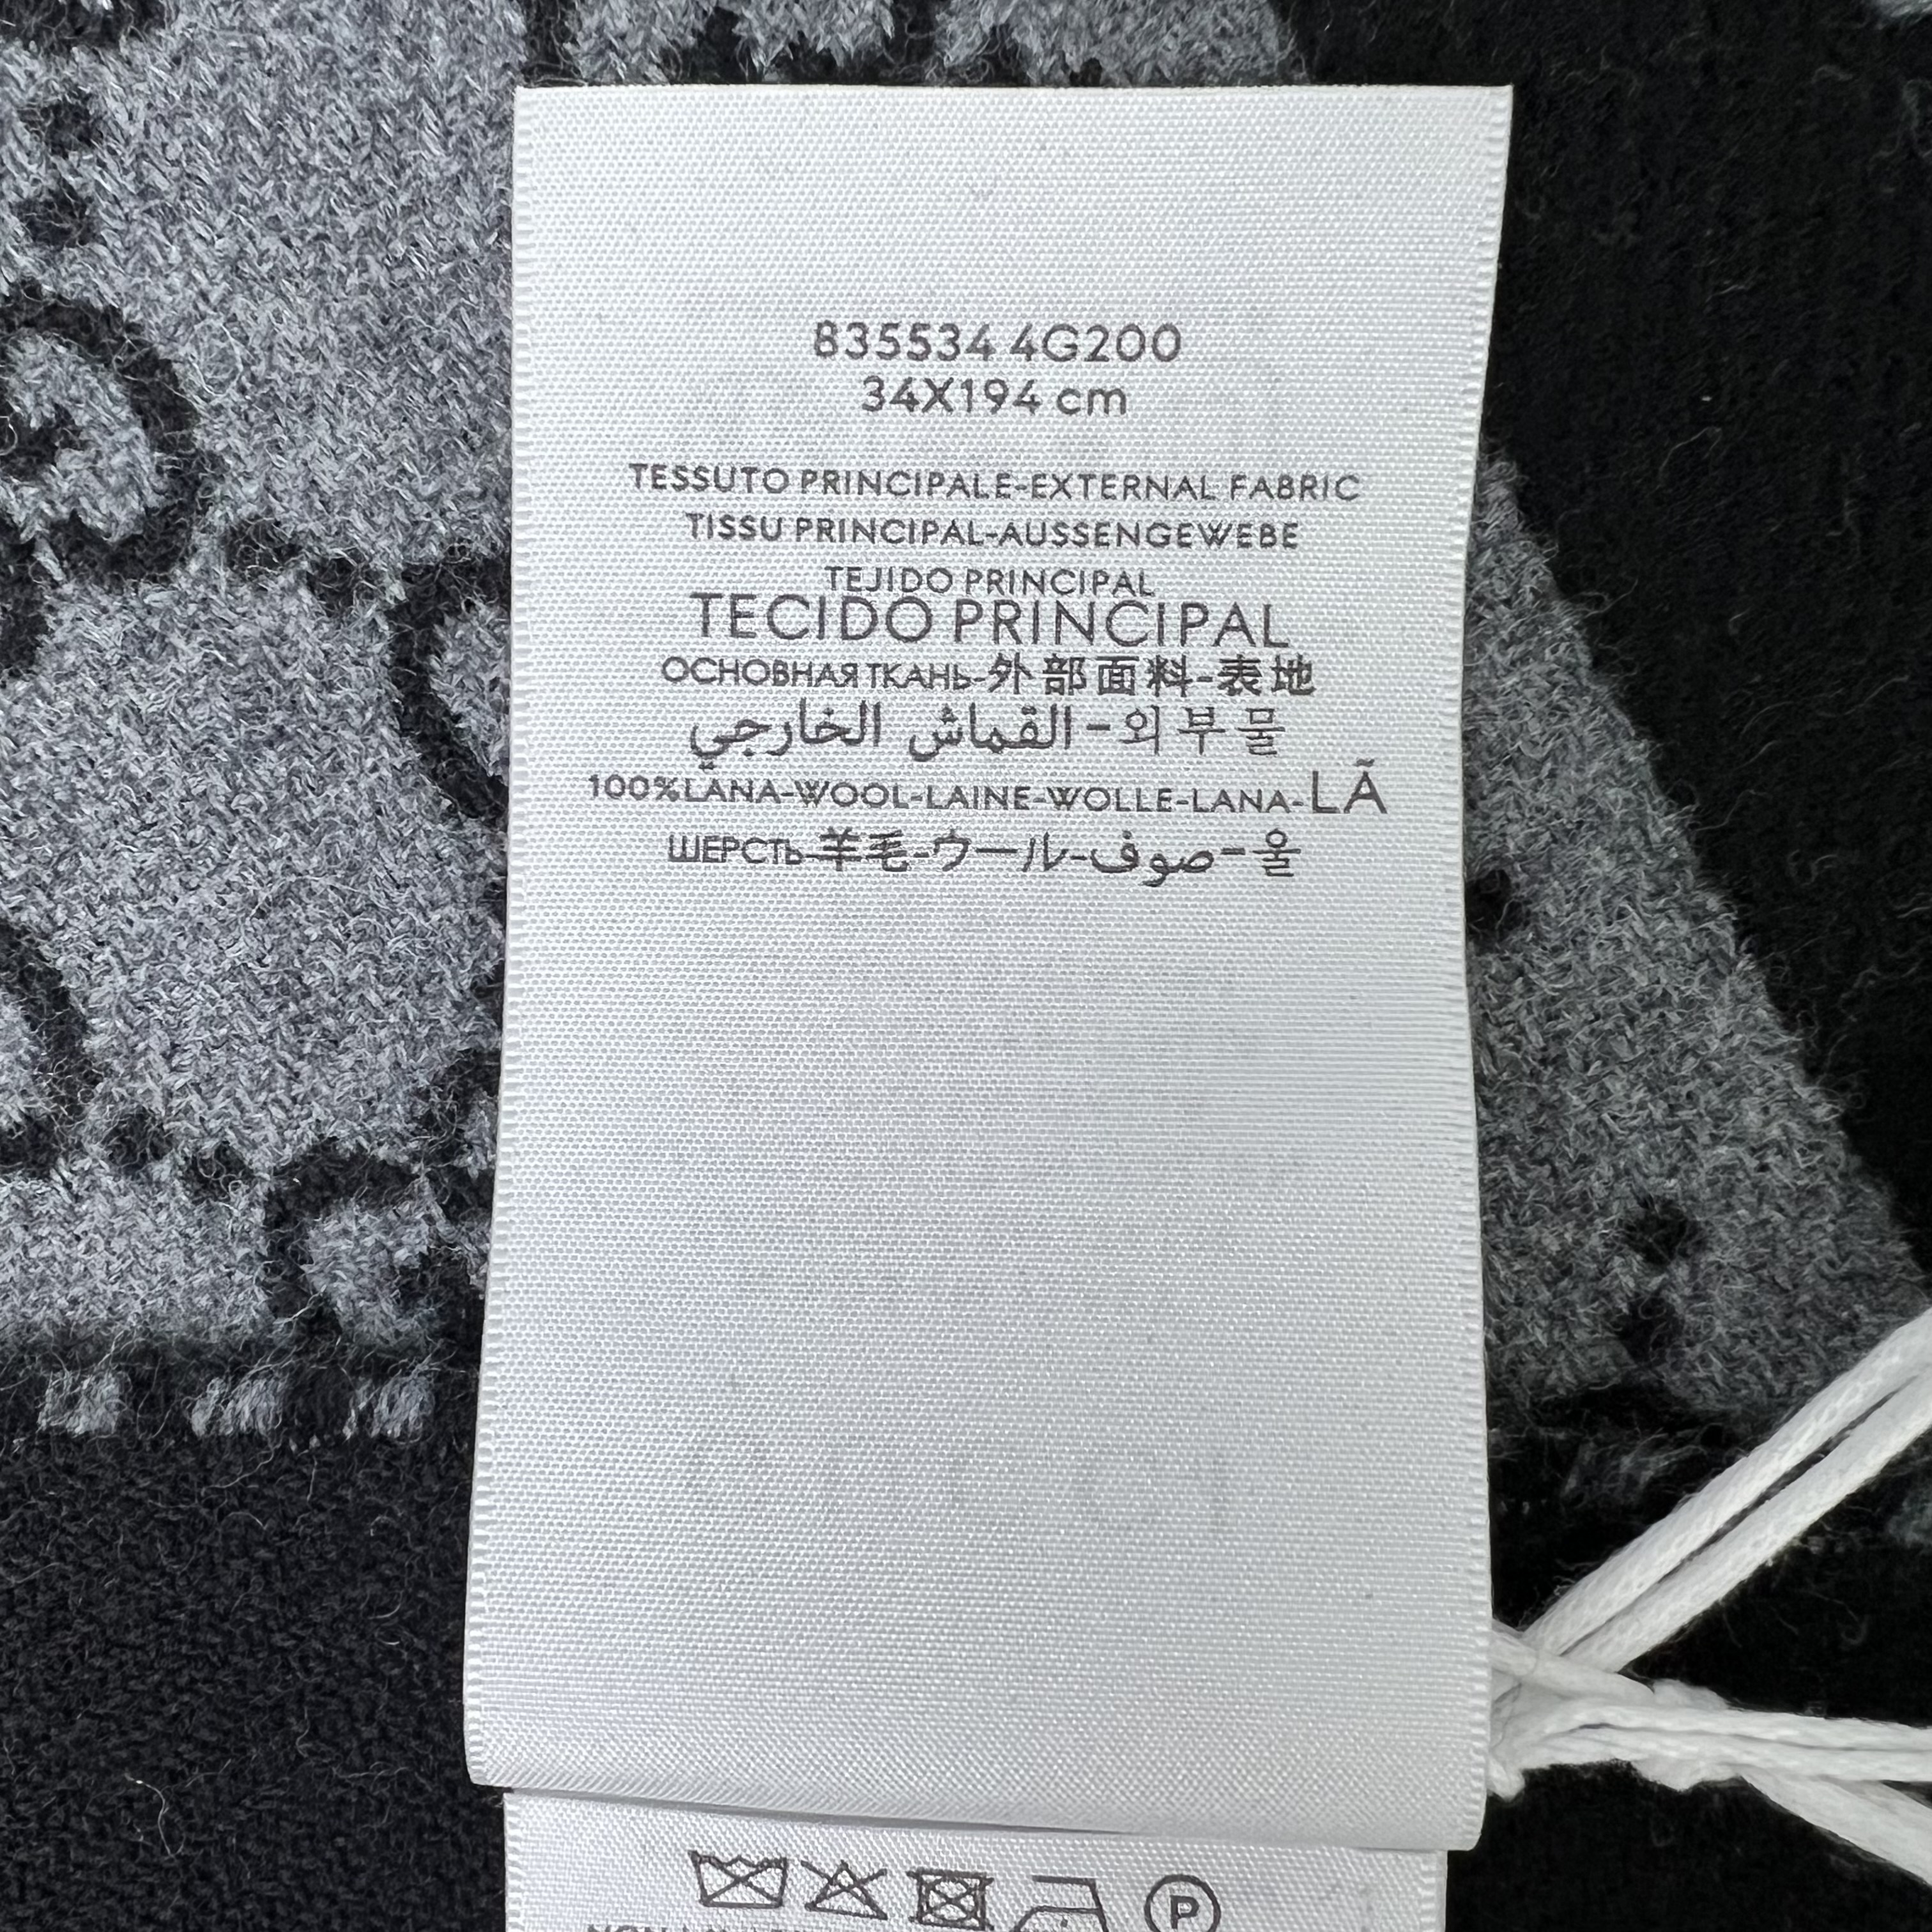 835534 4G200
34X194 cm
TESSUTO PRINCIPALE-EXTERNAL FABRIC
TISSU PRINCIPAL-AUSSENGEWEBE
TEJIDO PRINCIPAL
TECIDO PRINCIPAL
ОСНОВНАЯ ТКАНЬ-外部面料-表地
القماش الخارجي-외부물
100%LANA-WOOL-LAINE-WOLLE-LANA-LÃ
ШЕРСТЬ-羊毛-ウール-صوف-울
P